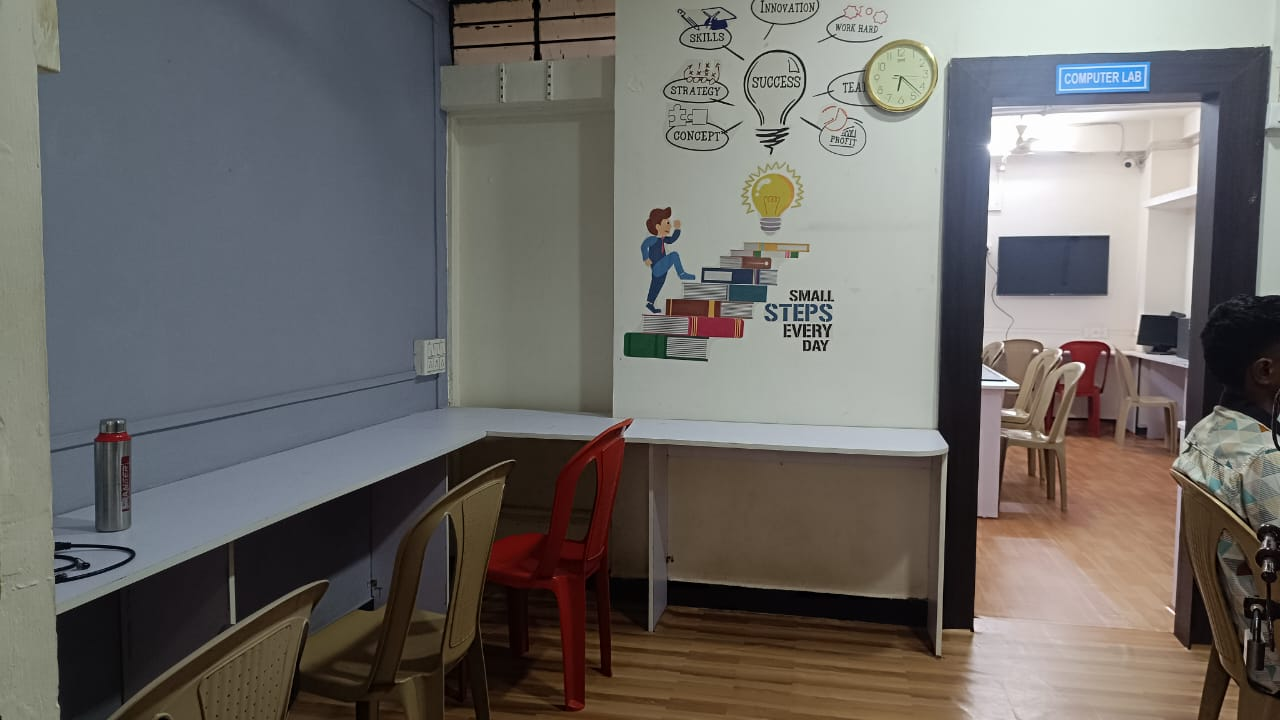 INNOVATION
SKILLS
WORK HARD
SUCCESS
STRATEGY
CONCEPT
PROFIT
COMPUTER LAB
SMALL
STEPS
EVERY
DAY